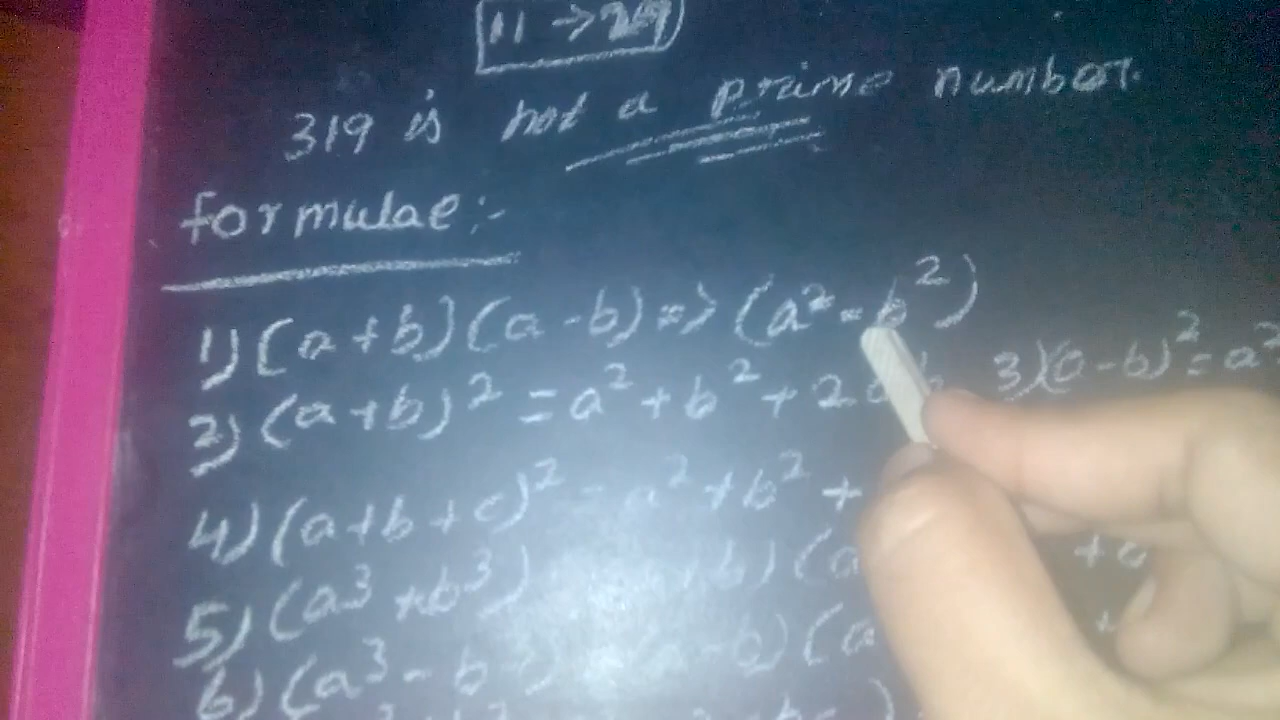 11 → 29
319 is not a prime number.
formulae:-
1) (a+b)(a-b) => (a² - b²)
2) (a+b)² = a² + b² + 2ab 3) (a-b)² = a²
4) (a+b+c)² = a² + b² +
5) (a³ + b³) b) (a + a
6) (a³ - b³) (a-b) (a +